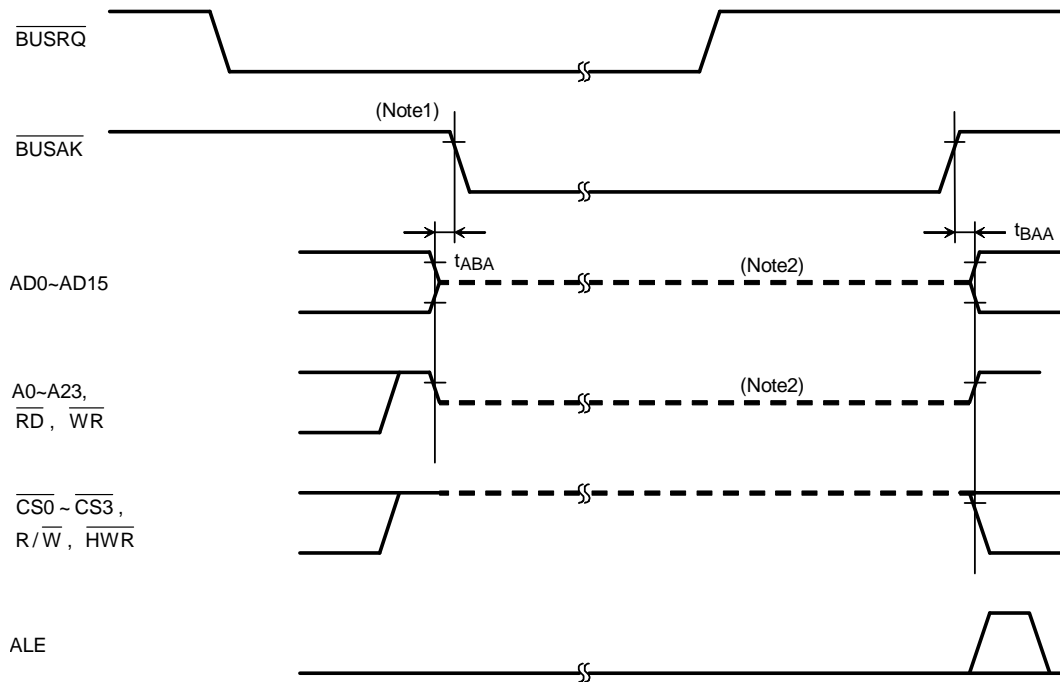 BUSRQ
(Note1)
BUSAK
tBAA
tABA
(Note2)
AD0~AD15
A0~A23,
(Note2)
RD , WR
CS0 ~ CS3 ,
R / W , HWR
ALE